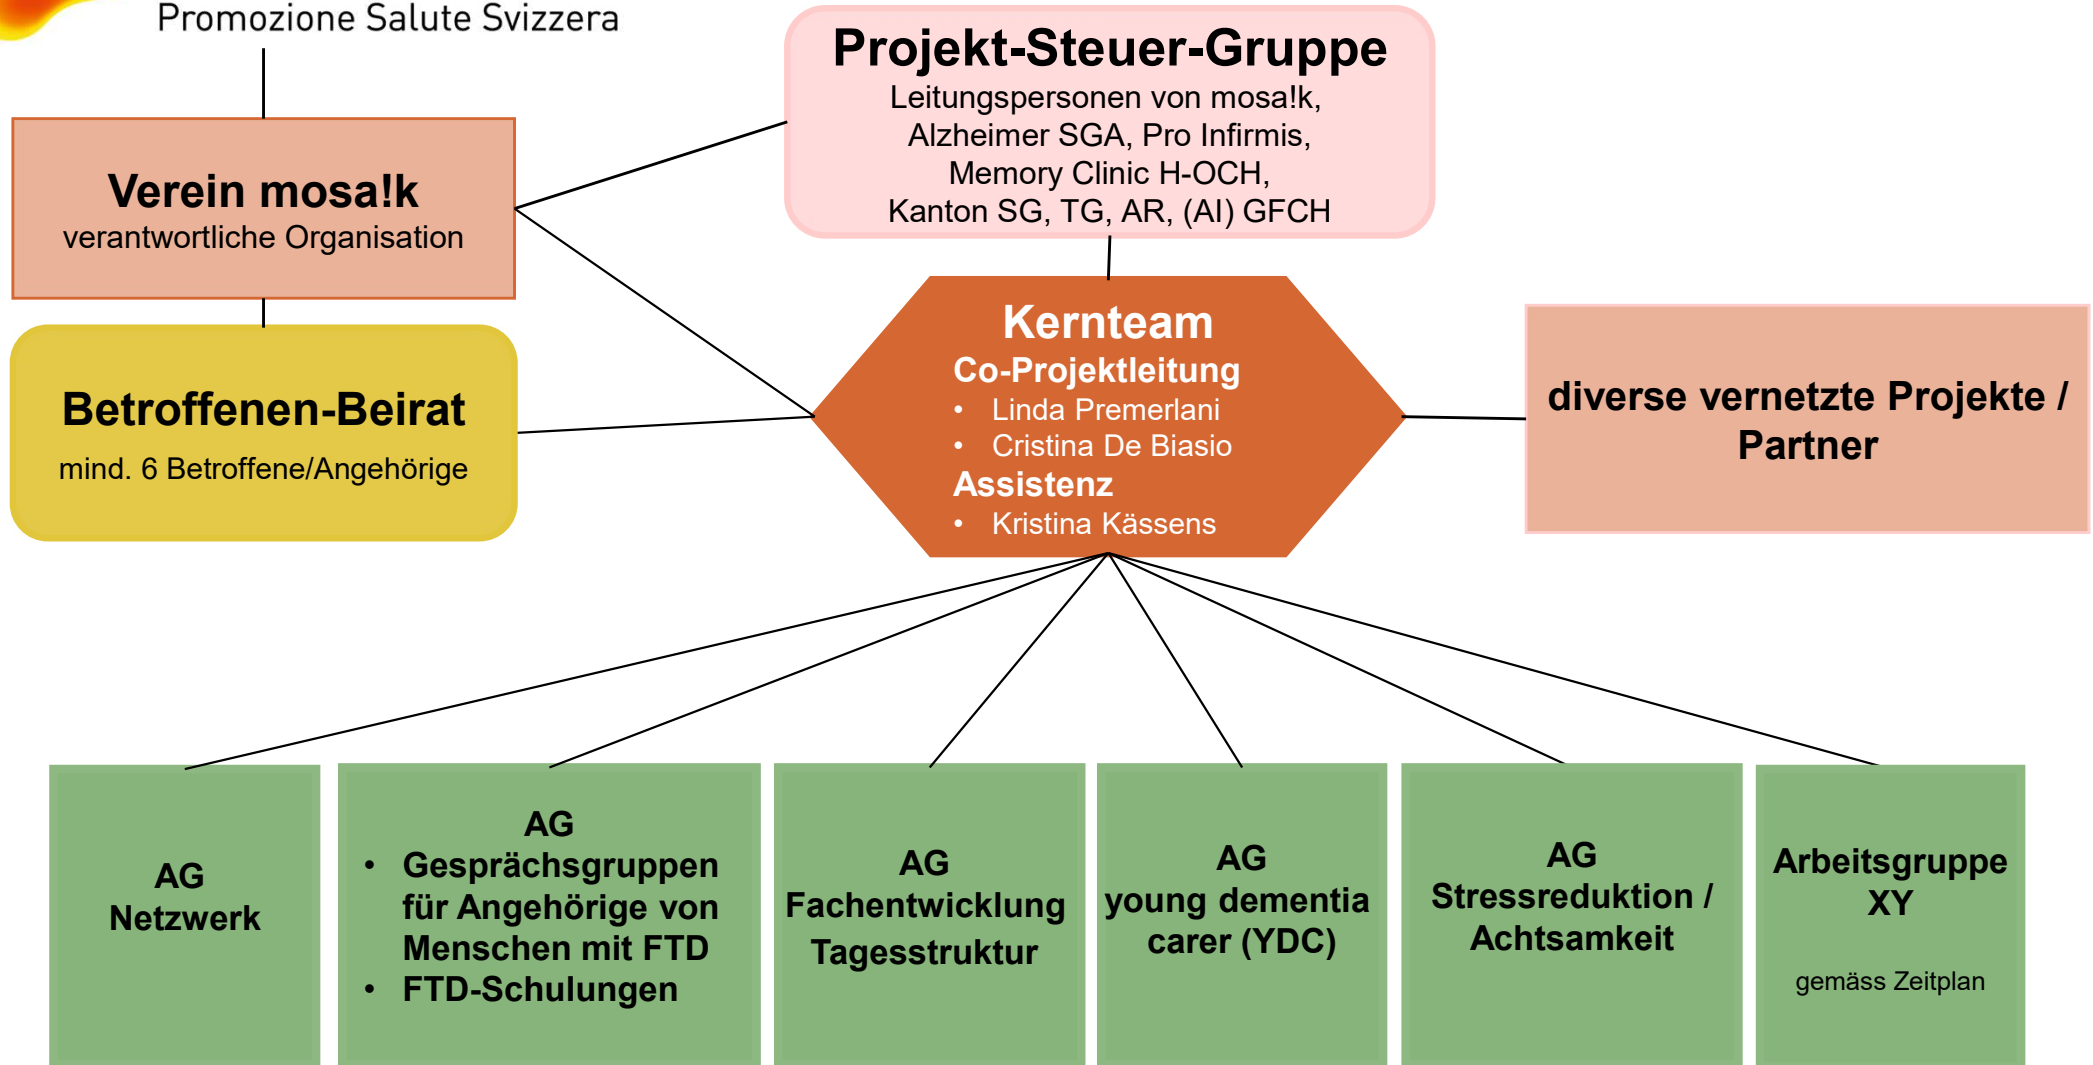 Promozione Salute Svizzera
Projekt-Steuer-Gruppe
Leitungspersonen von mosa!k,
Alzheimer SGA, Pro Infirmis,
Memory Clinic H-OCH,
Kanton SG, TG, AR, (AI) GFCH
Verein mosa!k
verantwortliche Organisation
Betroffenen-Beirat
mind. 6 Betroffene/Angehörige
Kernteam
Co-Projektleitung
• Linda Premerlani
• Cristina De Biasio
Assistenz
• Kristina Kässens
diverse vernetzte Projekte /
Partner
AG
Netzwerk
AG
• Gesprächsgruppen
für Angehörige von
Menschen mit FTD
• FTD-Schulungen
AG
Fachentwicklung
Tagesstruktur
AG
young dementia
carer (YDC)
AG
Stressreduktion /
Achtsamkeit
Arbeitsgruppe
XY
gemäss Zeitplan